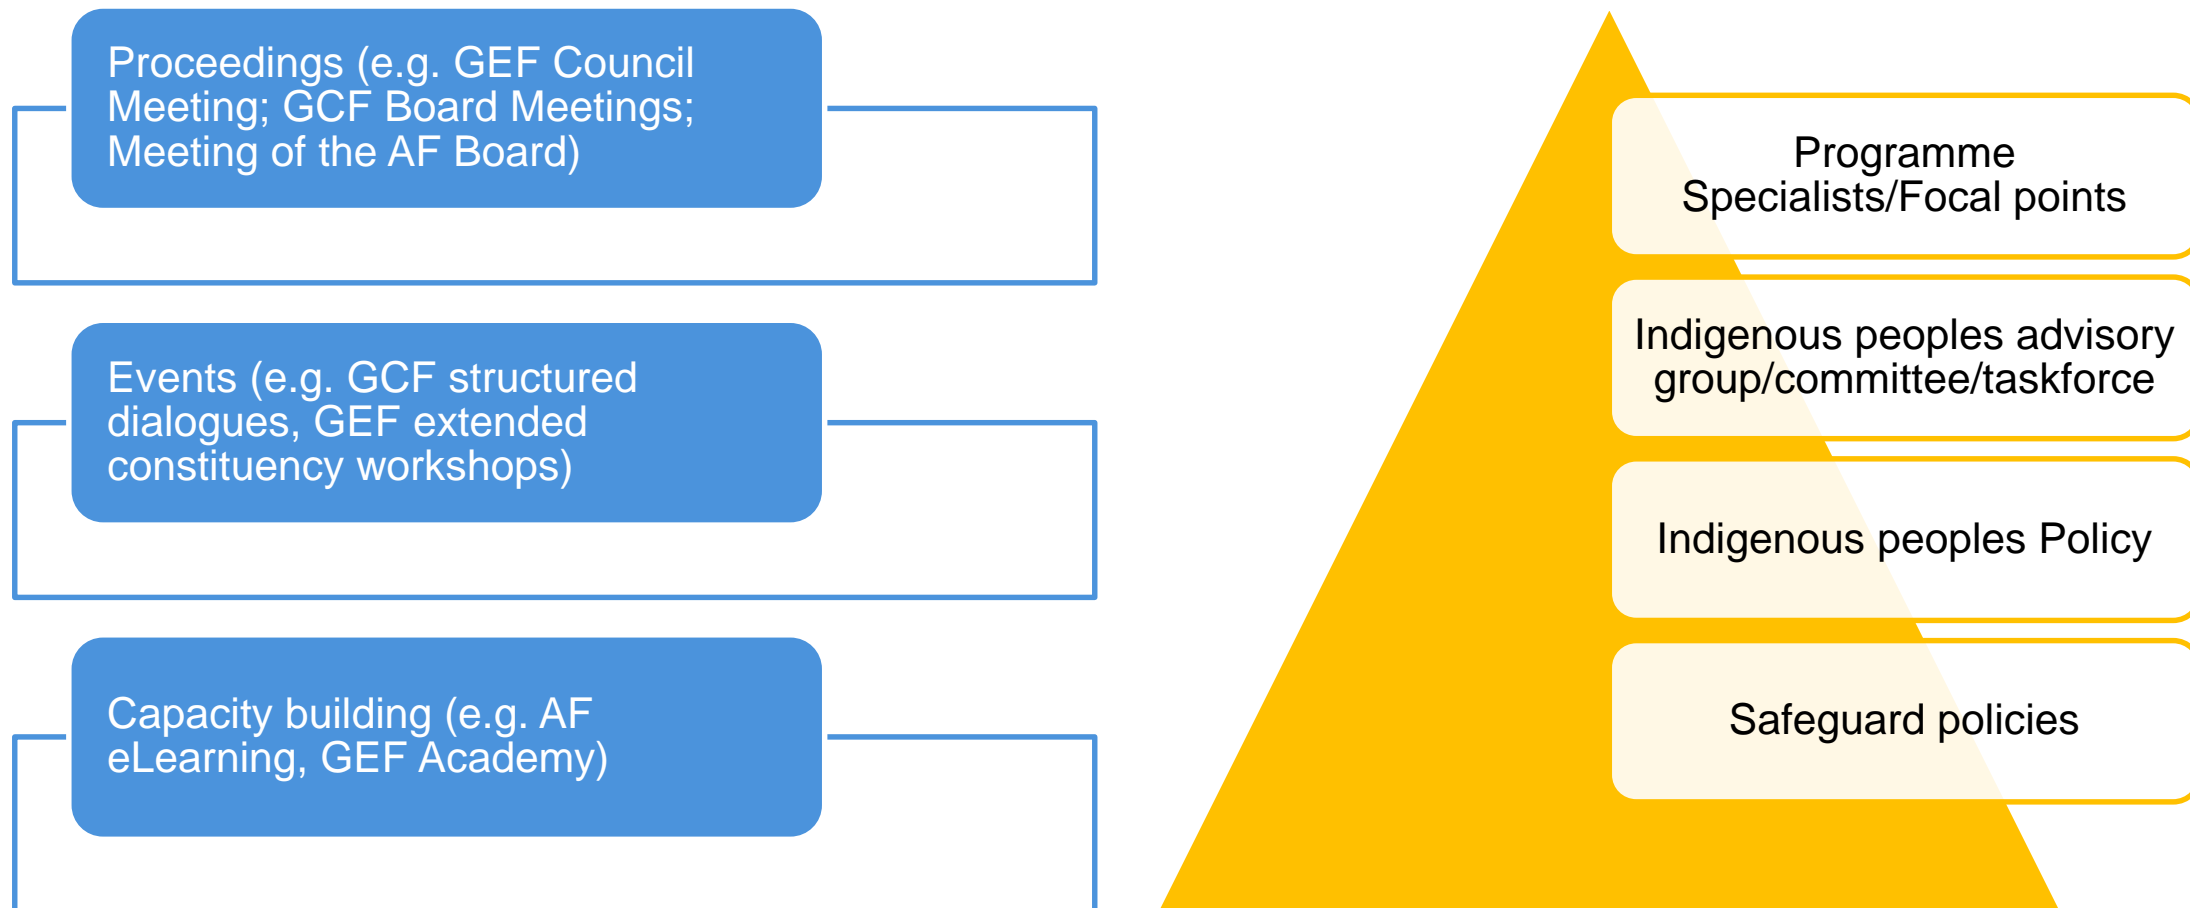 Proceedings (e.g. GEF Council
Meeting; GCF Board Meetings;
Meeting of the AF Board)
Events (e.g. GCF structured
dialogues, GEF extended
constituency workshops)
Capacity building (e.g. AF
eLearning, GEF Academy)
Programme
Specialists/Focal points
Indigenous peoples advisory
group/committee/taskforce
Indigenous peoples Policy
Safeguard policies